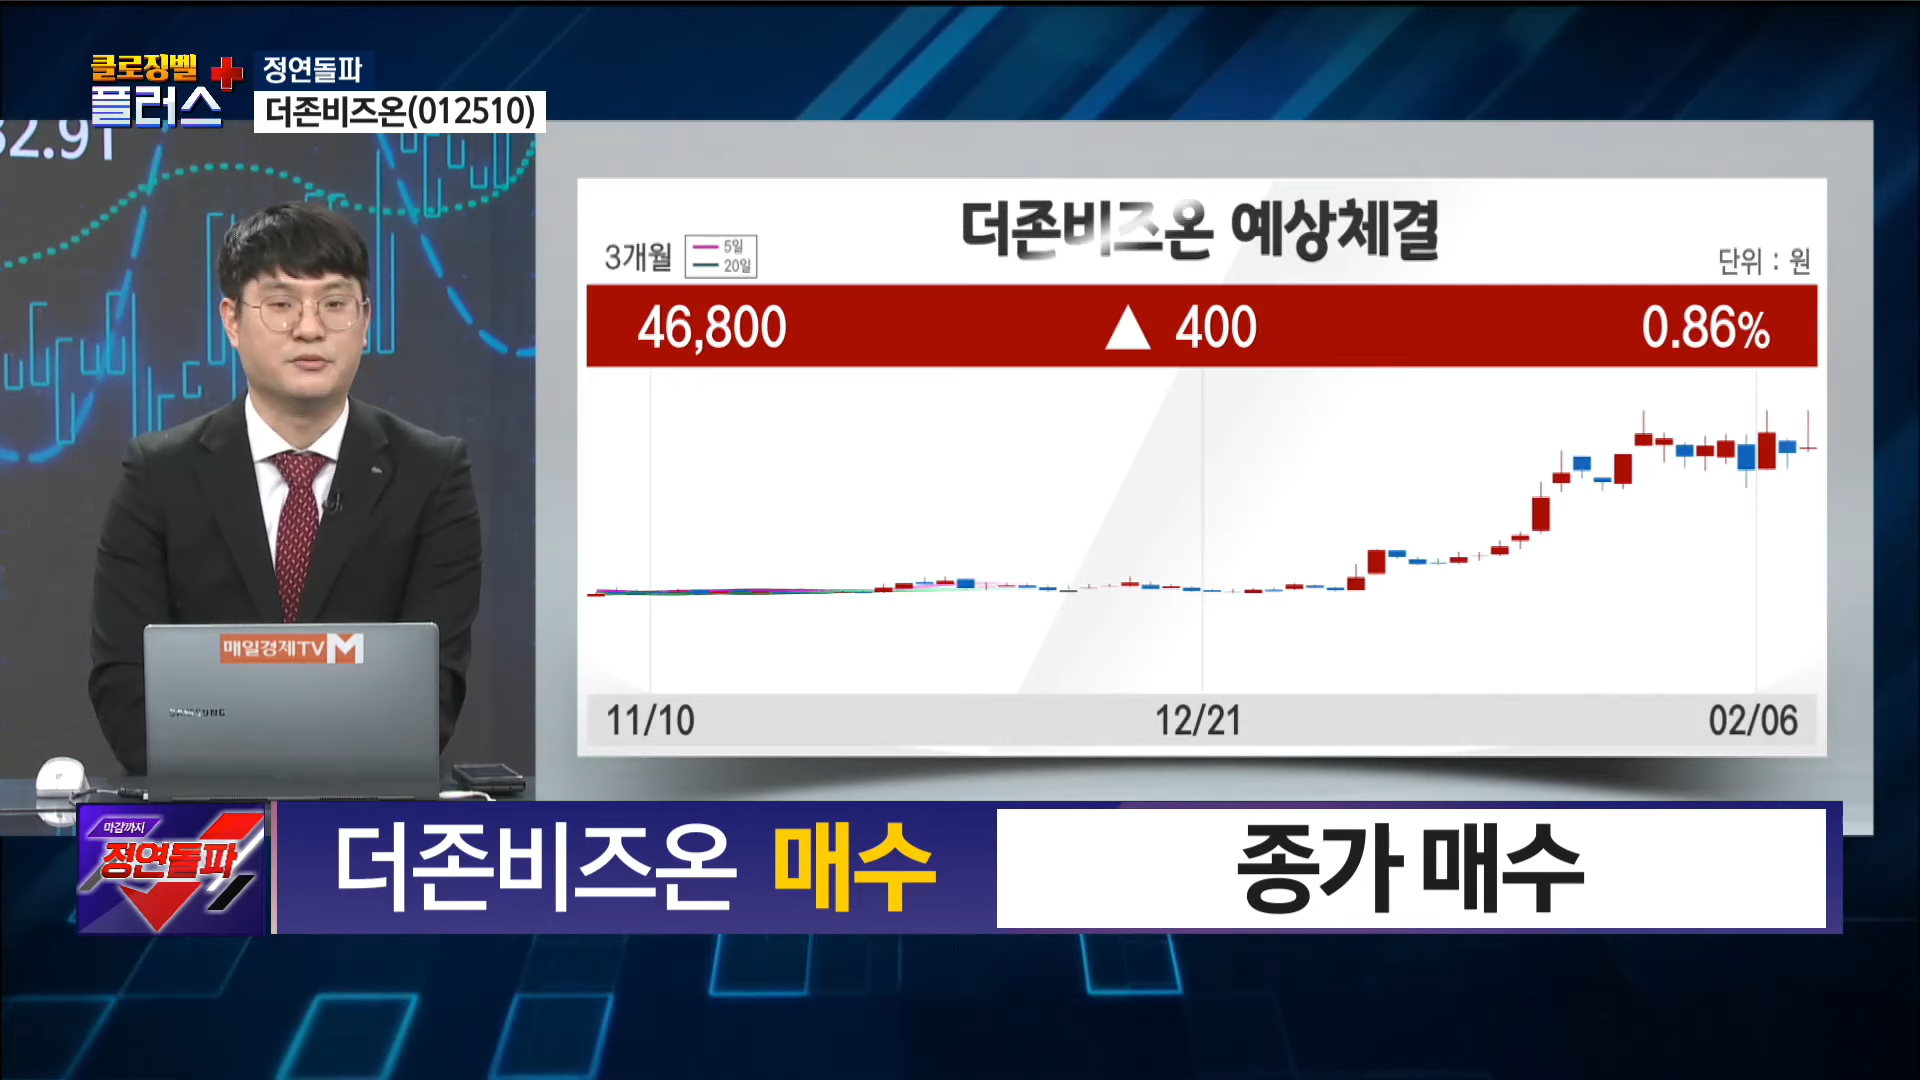 클로징벨
플러스
정연돌파
더존비즈온(012510)
32.91
더존비즈온 예상체결
3개월
5일
20일
단위 : 원
46,800 ▲ 400 0.86%
11/10 12/21 02/06
매일경제TV M
SAMSUNG
마감까지
정연돌파
더존비즈온 매수
종가 매수